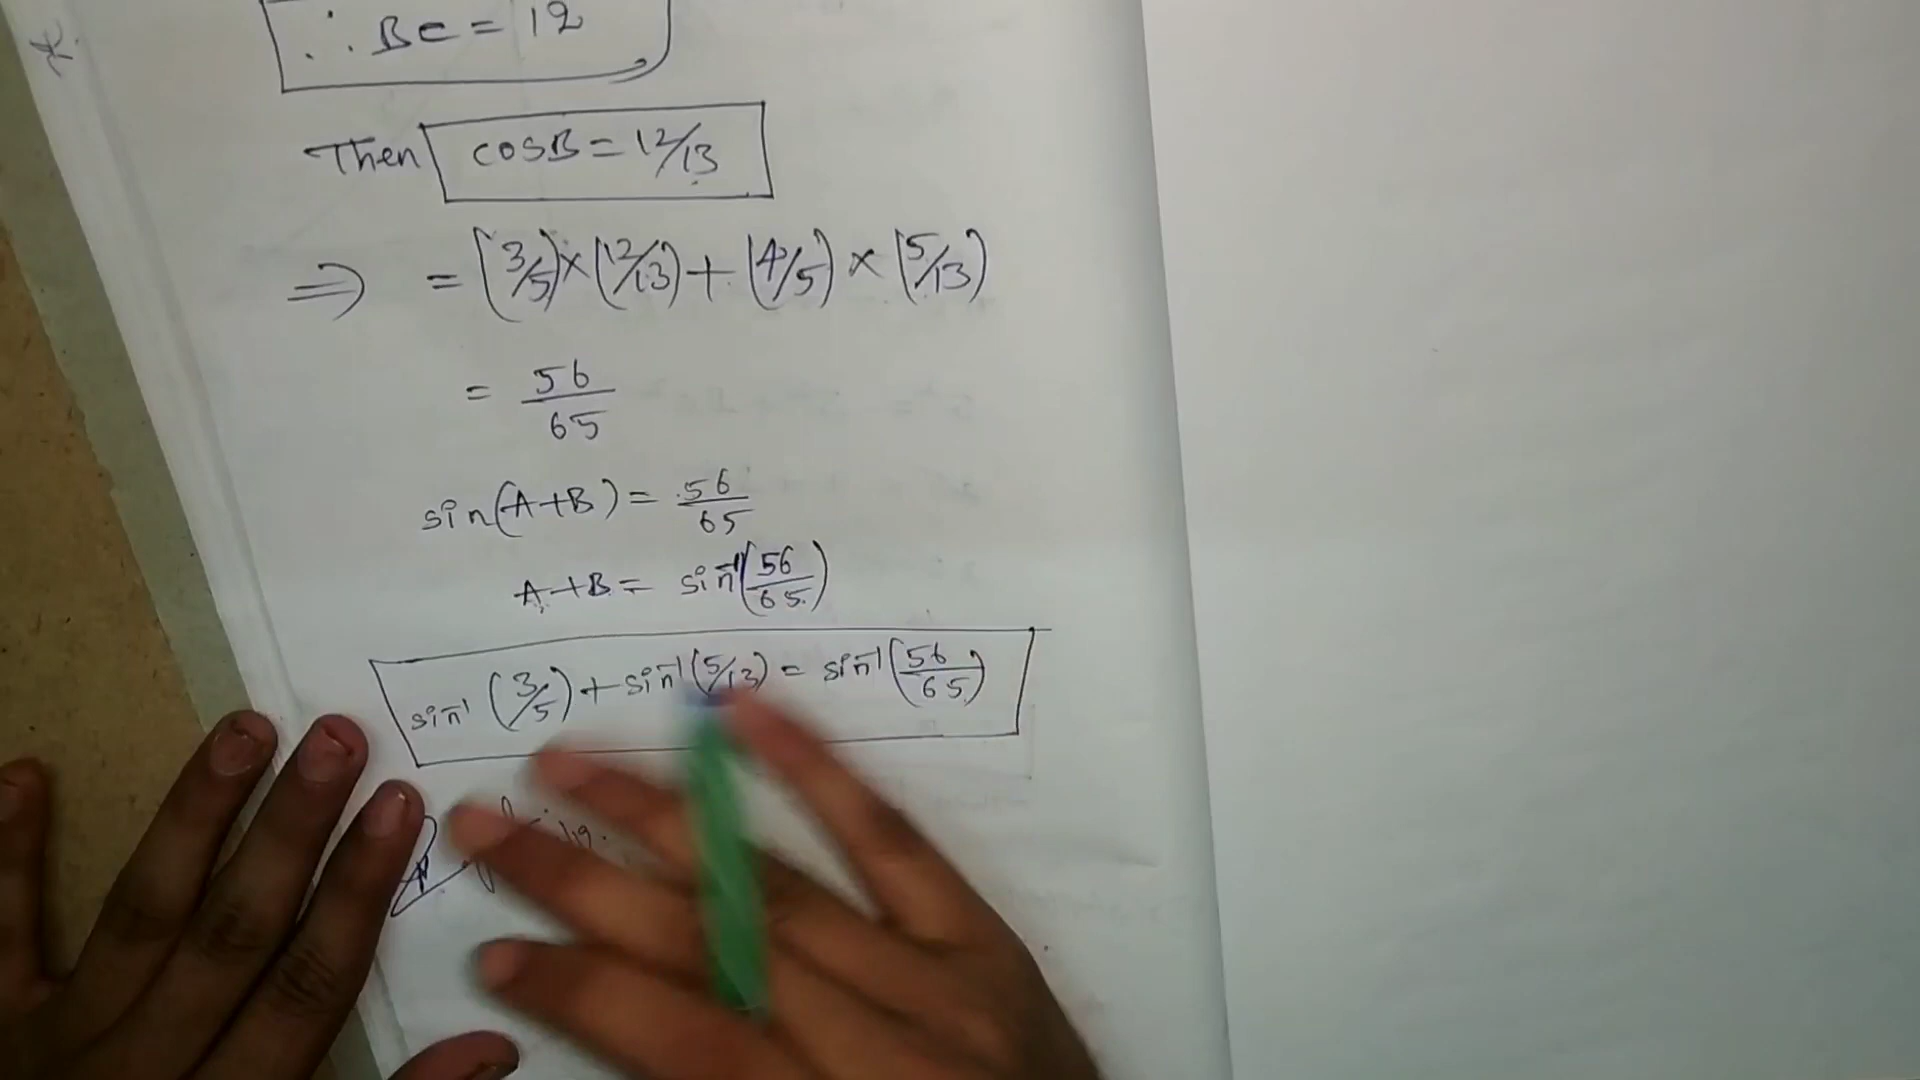 ∴ BC = 12
Then cosB = 12/13
⇒ = (3/5) × (12/13) + (4/5) × (5/13)
= 56/65
sin(A+B) = 56/65
A+B = sin⁻¹(56/65)
sin⁻¹(3/5) + sin⁻¹(5/13) = sin⁻¹(56/65)